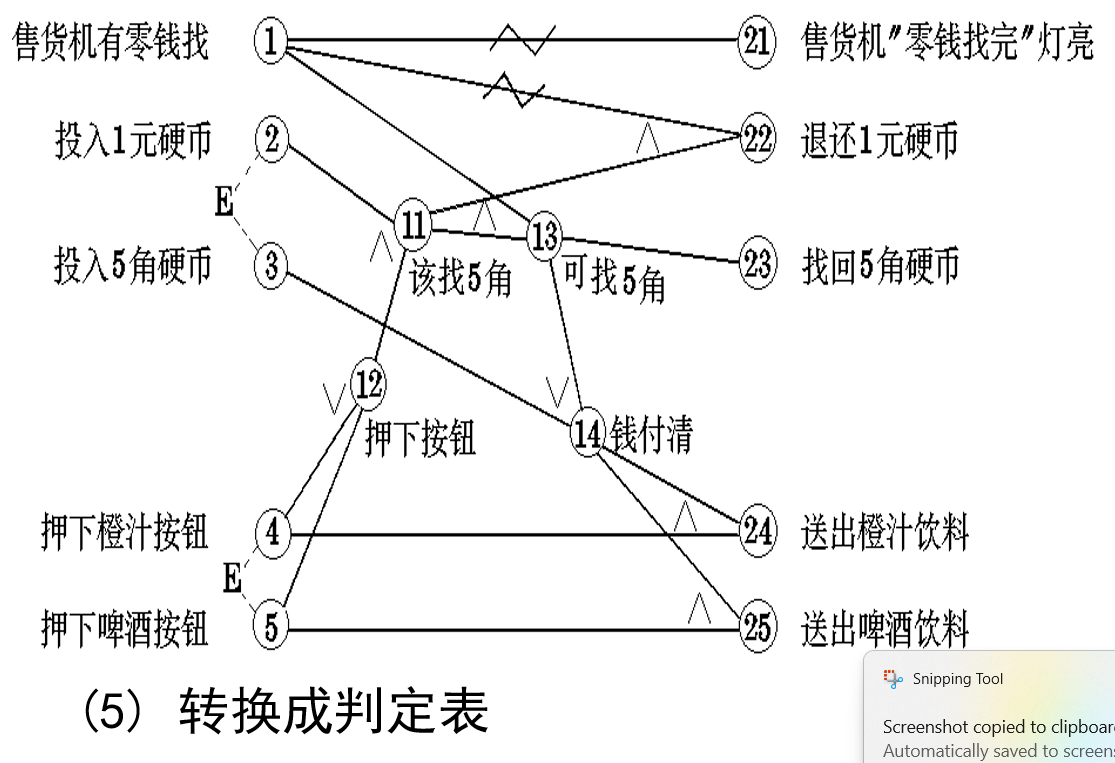 售货机有零钱找 1 21 售货机"零钱找完"灯亮
投入1元硬币 2 22 退还1元硬币
E
11 13
投入5角硬币 3 该找5角 可找5角 23 找回5角硬币
12
押下按钮 14 钱付清
押下橙汁按钮 4 24 送出橙汁饮料
E
押下啤酒按钮 5 25 送出啤酒饮料
(5) 转换成判定表
Snipping Tool
Screenshot copied to clipboar
Automatically saved to screens